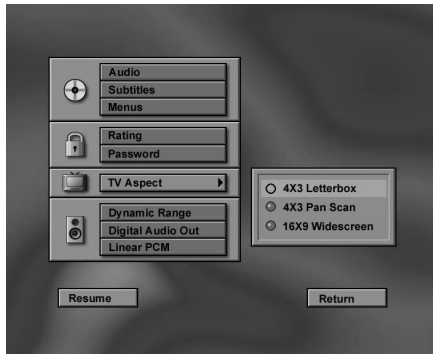 Audio
Subtitles
Menus
Rating
Password
TV Aspect
4X3 Letterbox
4X3 Pan Scan
16X9 Widescreen
Dynamic Range
Digital Audio Out
Linear PCM
Resume
Return